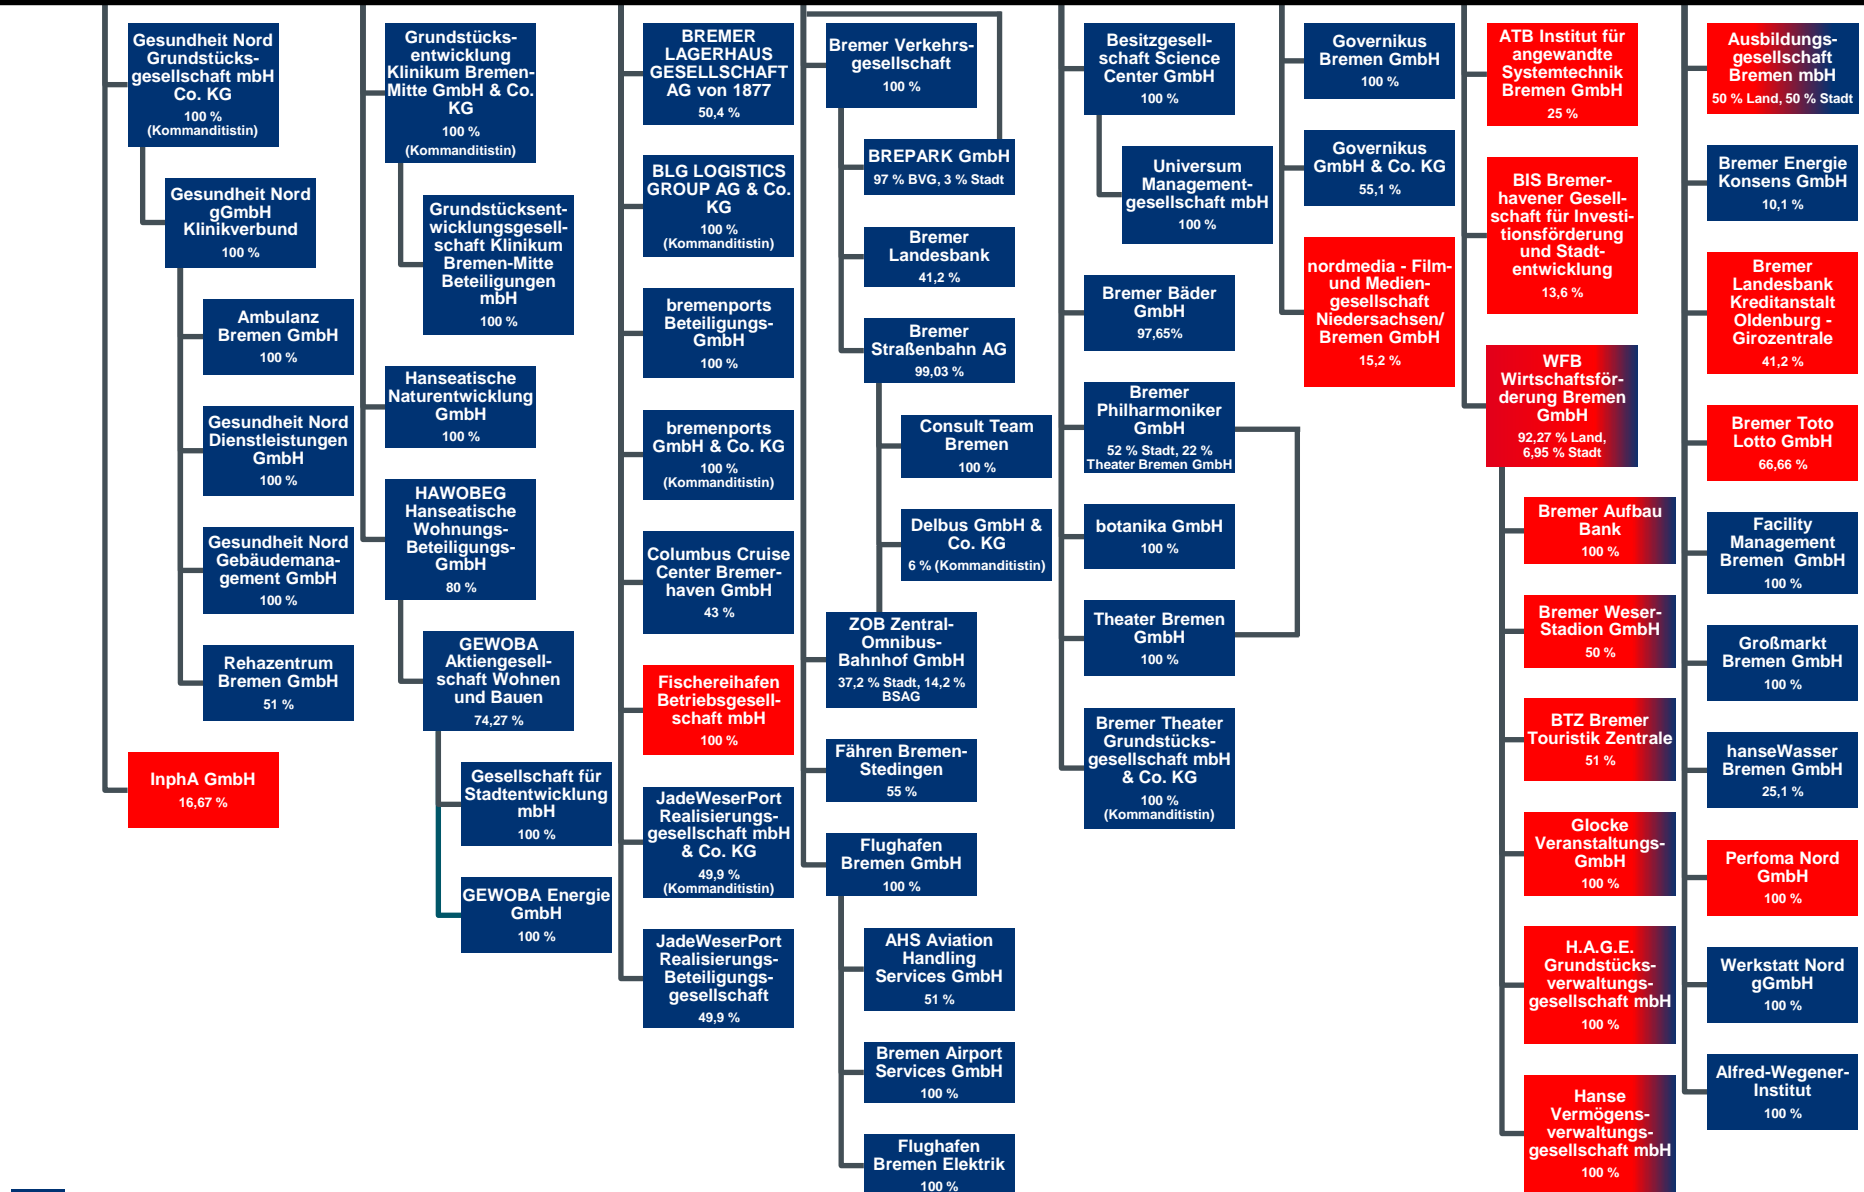 Gesundheit Nord
Grundstücks-
gesellschaft mbH
Co. KG
100 %
(Kommanditistin)
Gesundheit Nord
gGmbH
Klinikverbund
100 %
Ambulanz
Bremen GmbH
100 %
Gesundheit Nord
Dienstleistungen
GmbH
100 %
Gesundheit Nord
Gebäudemana-
gement GmbH
100 %
Rehazentrum
Bremen GmbH
51 %
InphA GmbH
16,67 %
Grundstücks-
entwicklung
Klinikum Bremen-
Mitte GmbH & Co.
KG
100 %
(Kommanditistin)
Grundstücksent-
wicklungsgesell-
schaft Klinikum
Bremen-Mitte
Beteiligungen
mbH
100 %
Hanseatische
Naturentwicklung
GmbH
100 %
HAWOBEG
Hanseatische
Wohnungs-
Beteiligungs-
GmbH
80 %
GEWOBA
Aktiengesell-
schaft Wohnen
und Bauen
74,27 %
Gesellschaft für
Stadtentwicklung
mbH
100 %
GEWOBA Energie
GmbH
100 %
BREMER
LAGERHAUS
GESELLSCHAFT
AG von 1877
50,4 %
BLG LOGISTICS
GROUP AG & Co.
KG
100 %
(Kommanditistin)
bremenports
Beteiligungs-
GmbH
100 %
bremenports
GmbH & Co. KG
100 %
(Kommanditistin)
Columbus Cruise
Center Bremer-
haven GmbH
43 %
Fischereihafen
Betriebsgesell-
schaft mbH
100 %
JadeWeserPort
Realisierungs-
gesellschaft mbH
& Co. KG
49,9 %
(Kommanditistin)
JadeWeserPort
Realisierungs-
Beteiligungs-
gesellschaft
49,9 %
Bremer Verkehrs-
gesellschaft
100 %
BREPARK GmbH
97 % BVG, 3 % Stadt
Bremer
Landesbank
41,2 %
Bremer
Straßenbahn AG
99,03 %
Consult Team
Bremen
100 %
Delbus GmbH &
Co. KG
6 % (Kommanditistin)
ZOB Zentral-
Omnibus-
Bahnhof GmbH
37,2 % Stadt, 14,2 %
BSAG
Fähren Bremen-
Stedingen
55 %
Flughafen
Bremen GmbH
100 %
AHS Aviation
Handling
Services GmbH
51 %
Bremen Airport
Services GmbH
100 %
Flughafen
Bremen Elektrik
100 %
Besitzgesell-
schaft Science
Center GmbH
100 %
Universum
Management-
gesellschaft mbH
100 %
Bremer Bäder
GmbH
97,65%
Bremer
Philharmoniker
GmbH
52 % Stadt, 22 %
Theater Bremen GmbH
botanika GmbH
100 %
Theater Bremen
GmbH
100 %
Bremer Theater
Grundstücks-
gesellschaft mbH
& Co. KG
100 %
(Kommanditistin)
Governikus
Bremen GmbH
100 %
Governikus
GmbH & Co. KG
55,1 %
nordmedia - Film-
und Medien-
gesellschaft
Niedersachsen/
Bremen GmbH
15,2 %
ATB Institut für
angewandte
Systemtechnik
Bremen GmbH
25 %
BIS Bremer-
havener Gesell-
schaft für Investi-
tionsförderung
und Stadt-
entwicklung
13,6 %
WFB
Wirtschaftsför-
derung Bremen
GmbH
92,27 % Land,
6,95 % Stadt
Bremer Aufbau
Bank
100 %
Bremer Weser-
Stadion GmbH
50 %
BTZ Bremer
Touristik Zentrale
51 %
Glocke
Veranstaltungs-
GmbH
100 %
H.A.G.E.
Grundstücks-
verwaltungs-
gesellschaft mbH
100 %
Hanse
Vermögens-
verwaltungs-
gesellschaft mbH
100 %
Ausbildungs-
gesellschaft
Bremen mbH
50 % Land, 50 % Stadt
Bremer Energie
Konsens GmbH
10,1 %
Bremer
Landesbank
Kreditanstalt
Oldenburg -
Girozentrale
41,2 %
Bremer Toto
Lotto GmbH
66,66 %
Facility
Management
Bremen  GmbH
100 %
Großmarkt
Bremen GmbH
100 %
hanseWasser
Bremen GmbH
25,1 %
Perfoma Nord
GmbH
100 %
Werkstatt Nord
gGmbH
100 %
Alfred-Wegener-
Institut
100 %